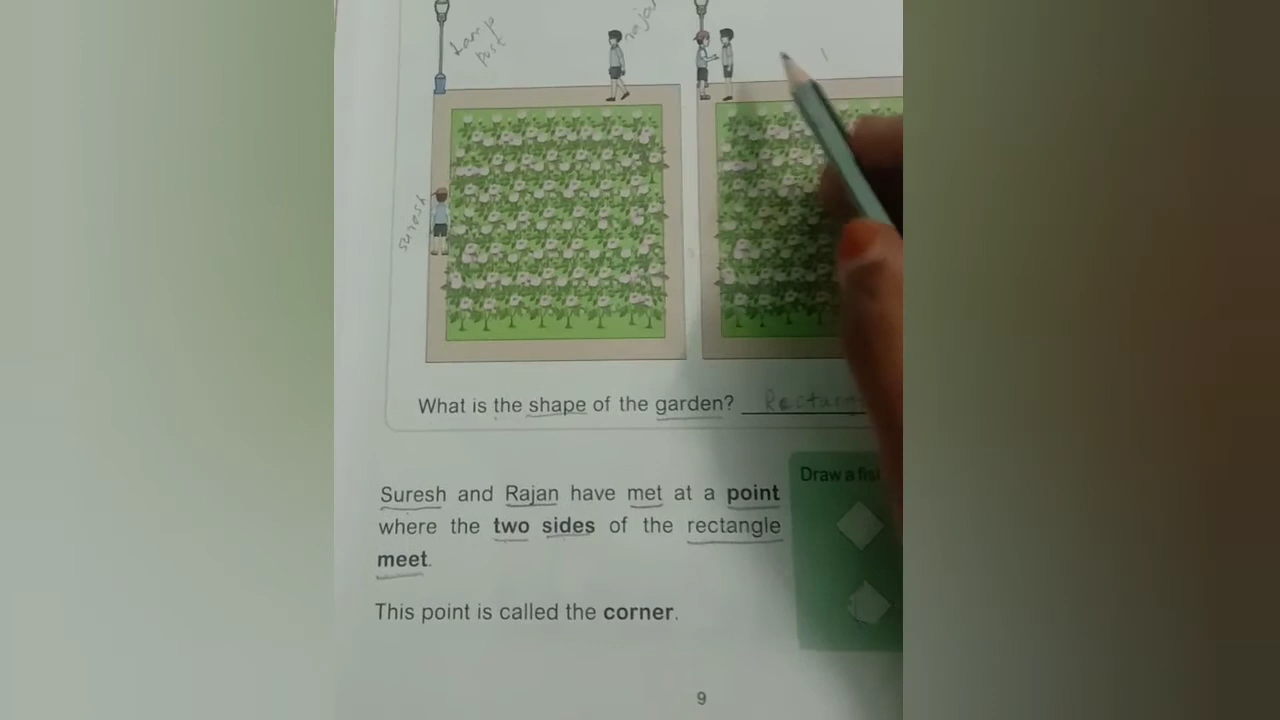 Lamp
post
rajan
suresh
What is the shape of the garden?
Suresh and Rajan have met at a point
where the two sides of the rectangle
meet.
This point is called the corner.
Draw a
9